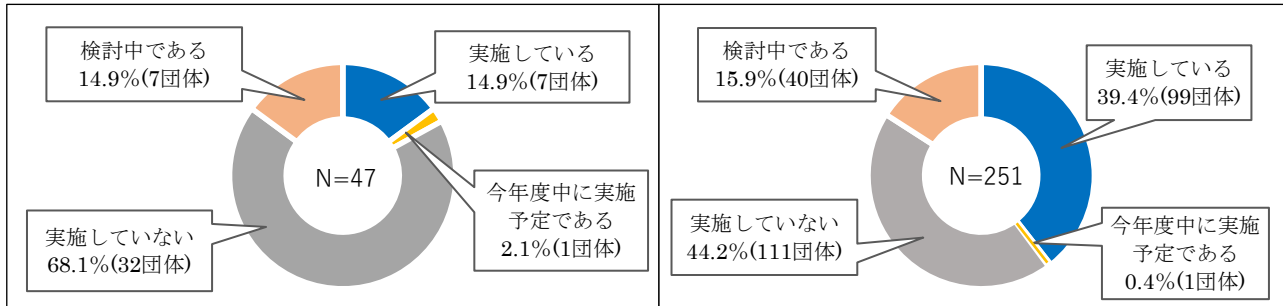 検討中である
14.9%(7団体)
実施している
14.9%(7団体)
N=47
今年度中に実施
予定である
2.1%(1団体)
実施していない
68.1%(32団体)
検討中である
15.9%(40団体)
実施している
39.4%(99団体)
N=251
今年度中に実施
予定である
0.4%(1団体)
実施していない
44.2%(111団体)